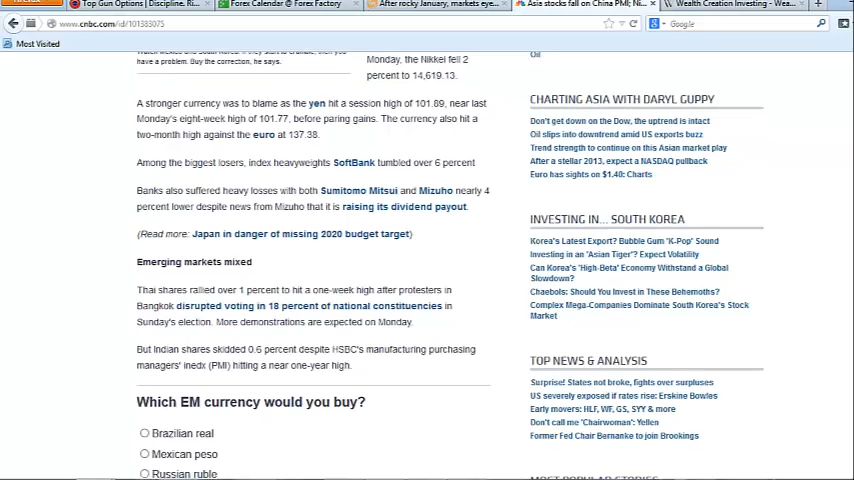 Top Gun Options | Discipline. Ri...
Forex Calendar @ Forex Factory
After rocky January, markets eye...
Asia stocks fall on China PMI; Ni...
Wealth Creation Investing - Wea...
www.cnbc.com/id/101383075
Google
Most Visited
have a problem. Buy the correction, he says.
Monday, the Nikkei fell 2
percent to 14,619.13.
A stronger currency was to blame as the yen hit a session high of 101.89, near last
Monday's eight-week high of 101.77, before paring gains. The currency also hit a
two-month high against the euro at 137.38.
Among the biggest losers, index heavyweights SoftBank tumbled over 6 percent
Banks also suffered heavy losses with both Sumitomo Mitsui and Mizuho nearly 4
percent lower despite news from Mizuho that it is raising its dividend payout.
(Read more: Japan in danger of missing 2020 budget target)
Emerging markets mixed
Thai shares rallied over 1 percent to hit a one-week high after protesters in
Bangkok disrupted voting in 18 percent of national constituencies in
Sunday's election. More demonstrations are expected on Monday.
But Indian shares skidded 0.6 percent despite HSBC's manufacturing purchasing
managers' inedx (PMI) hitting a near one-year high.
Which EM currency would you buy?
Brazilian real
Mexican peso
Russian ruble
Oil
CHARTING ASIA WITH DARYL GUPPY
Don't get down on the Dow, the uptrend is intact
Oil slips into downtrend amid US exports buzz
Trend strength to continue on this Asian market play
After a stellar 2013, expect a NASDAQ pullback
Euro has sights on $1.40: Charts
INVESTING IN... SOUTH KOREA
Korea's Latest Export? Bubble Gum 'K-Pop' Sound
Investing in an 'Asian Tiger'? Expect Volatility
Can Korea's 'High-Beta' Economy Withstand a Global
Slowdown?
Chaebols: Should You Invest in These Behemoths?
Complex Mega-Companies Dominate South Korea's Stock
Market
TOP NEWS & ANALYSIS
Surprise! States not broke, fights over surpluses
US severely exposed if rates rise: Erskine Bowles
Early movers: HLF, WF, GS, SYY & more
Don't call me 'Chairwoman': Yellen
Former Fed Chair Bernanke to join Brookings